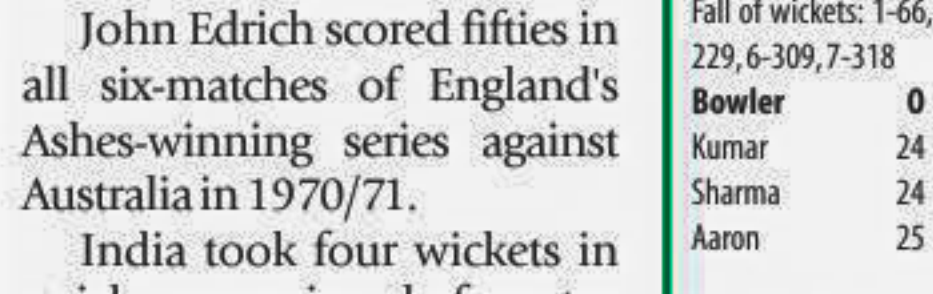 John Edrich scored fifties in
all six-matches of England's
Ashes-winning series against
Australia in 1970/71.
India took four wickets in
Fall of wickets: 1-66,
229, 6-309, 7-318
Bowler 0
Kumar 24
Sharma 24
Aaron 25